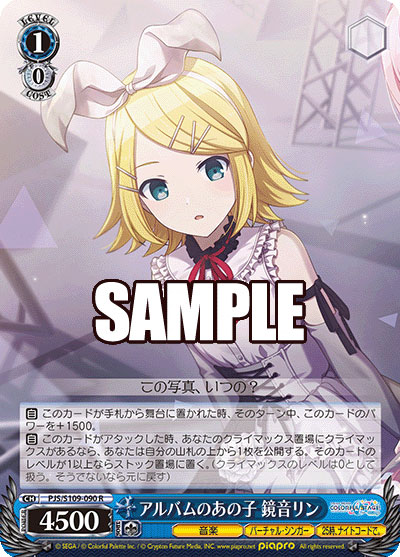 LEVEL
1
0
COST
SAMPLE
この写真、いつの？
自 このカードが手札から舞台に置かれた時、そのターン中、このカードのパ
ワーを＋1500。
自 このカードがアタックした時、あなたのクライマックス置場にクライマッ
クスがあるなら、あなたは自分の山札の上から1枚を公開する。そのカード
のレベルが1以上ならストック置場に置く。（クライマックスのレベルは0として
扱う。そうでないなら元に戻す）
CH PJS/S109-090 R
POWER 4500
アルバムのあの子 鏡音リン
音楽
バーチャル・シンガー
25時、ナイトコードで。
COLORFUL STAGE!
© SEGA / © Colorful Palette Inc. / © Crypton Future Media, INC. www.piapro.net piapro All rights reserved.